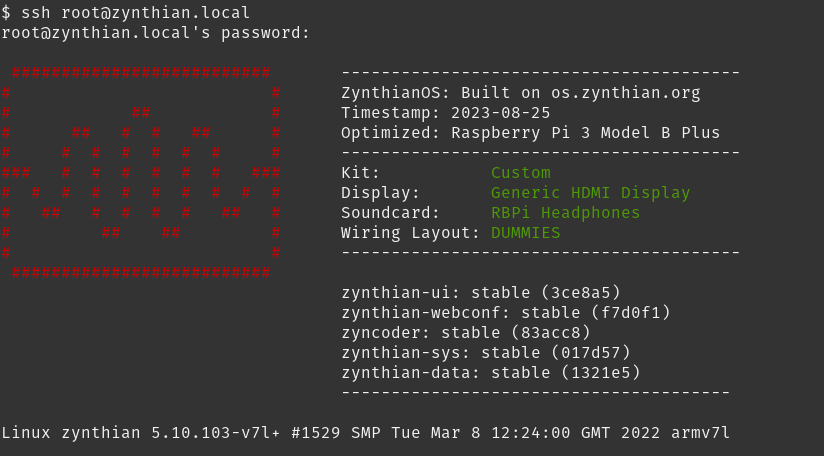 $ ssh root@zynthian.local
root@zynthian.local's password:
 ##########################       ----------------------------------------
#                          #      ZynthianOS: Built on os.zynthian.org
#            ##            #      Timestamp: 2023-08-25
#      ##   #  #   ##      #      Optimized: Raspberry Pi 3 Model B Plus
#     #  #  #  #  #  #     #      ----------------------------------------
###   #  #  #  #  #  #   ###      Kit:           Custom
#  #  #  #  #  #  #  #  #  #      Display:       Generic HDMI Display
#   ##   #  #  #  #   ##   #      Soundcard:     RBPi Headphones
#         ##    ##         #      Wiring Layout: DUMMIES
#                          #      ----------------------------------------
 ##########################
zynthian-ui: stable (3ce8a5)
zynthian-webconf: stable (f7d0f1)
zyncoder: stable (83acc8)
zynthian-sys: stable (017d57)
zynthian-data: stable (1321e5)
---------------------------------------
Linux zynthian 5.10.103-v7l+ #1529 SMP Tue Mar 8 12:24:00 GMT 2022 armv7l